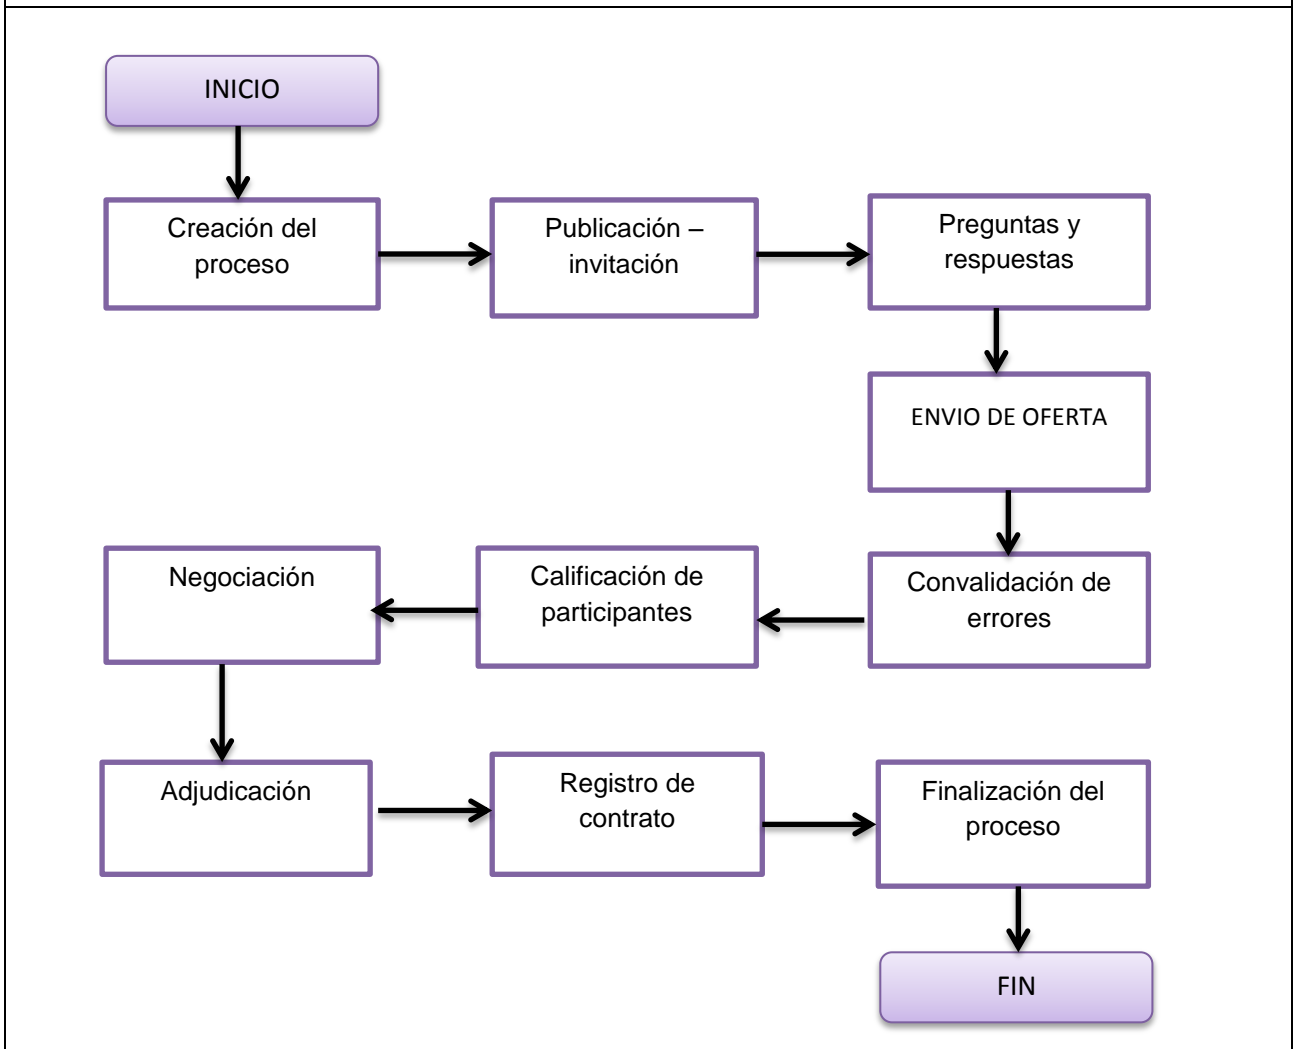 INICIO
Creación del
proceso
Publicación –
invitación
Preguntas y
respuestas
ENVIO DE OFERTA
Convalidación de
errores
Calificación de
participantes
Negociación
Adjudicación
Registro de
contrato
Finalización del
proceso
FIN